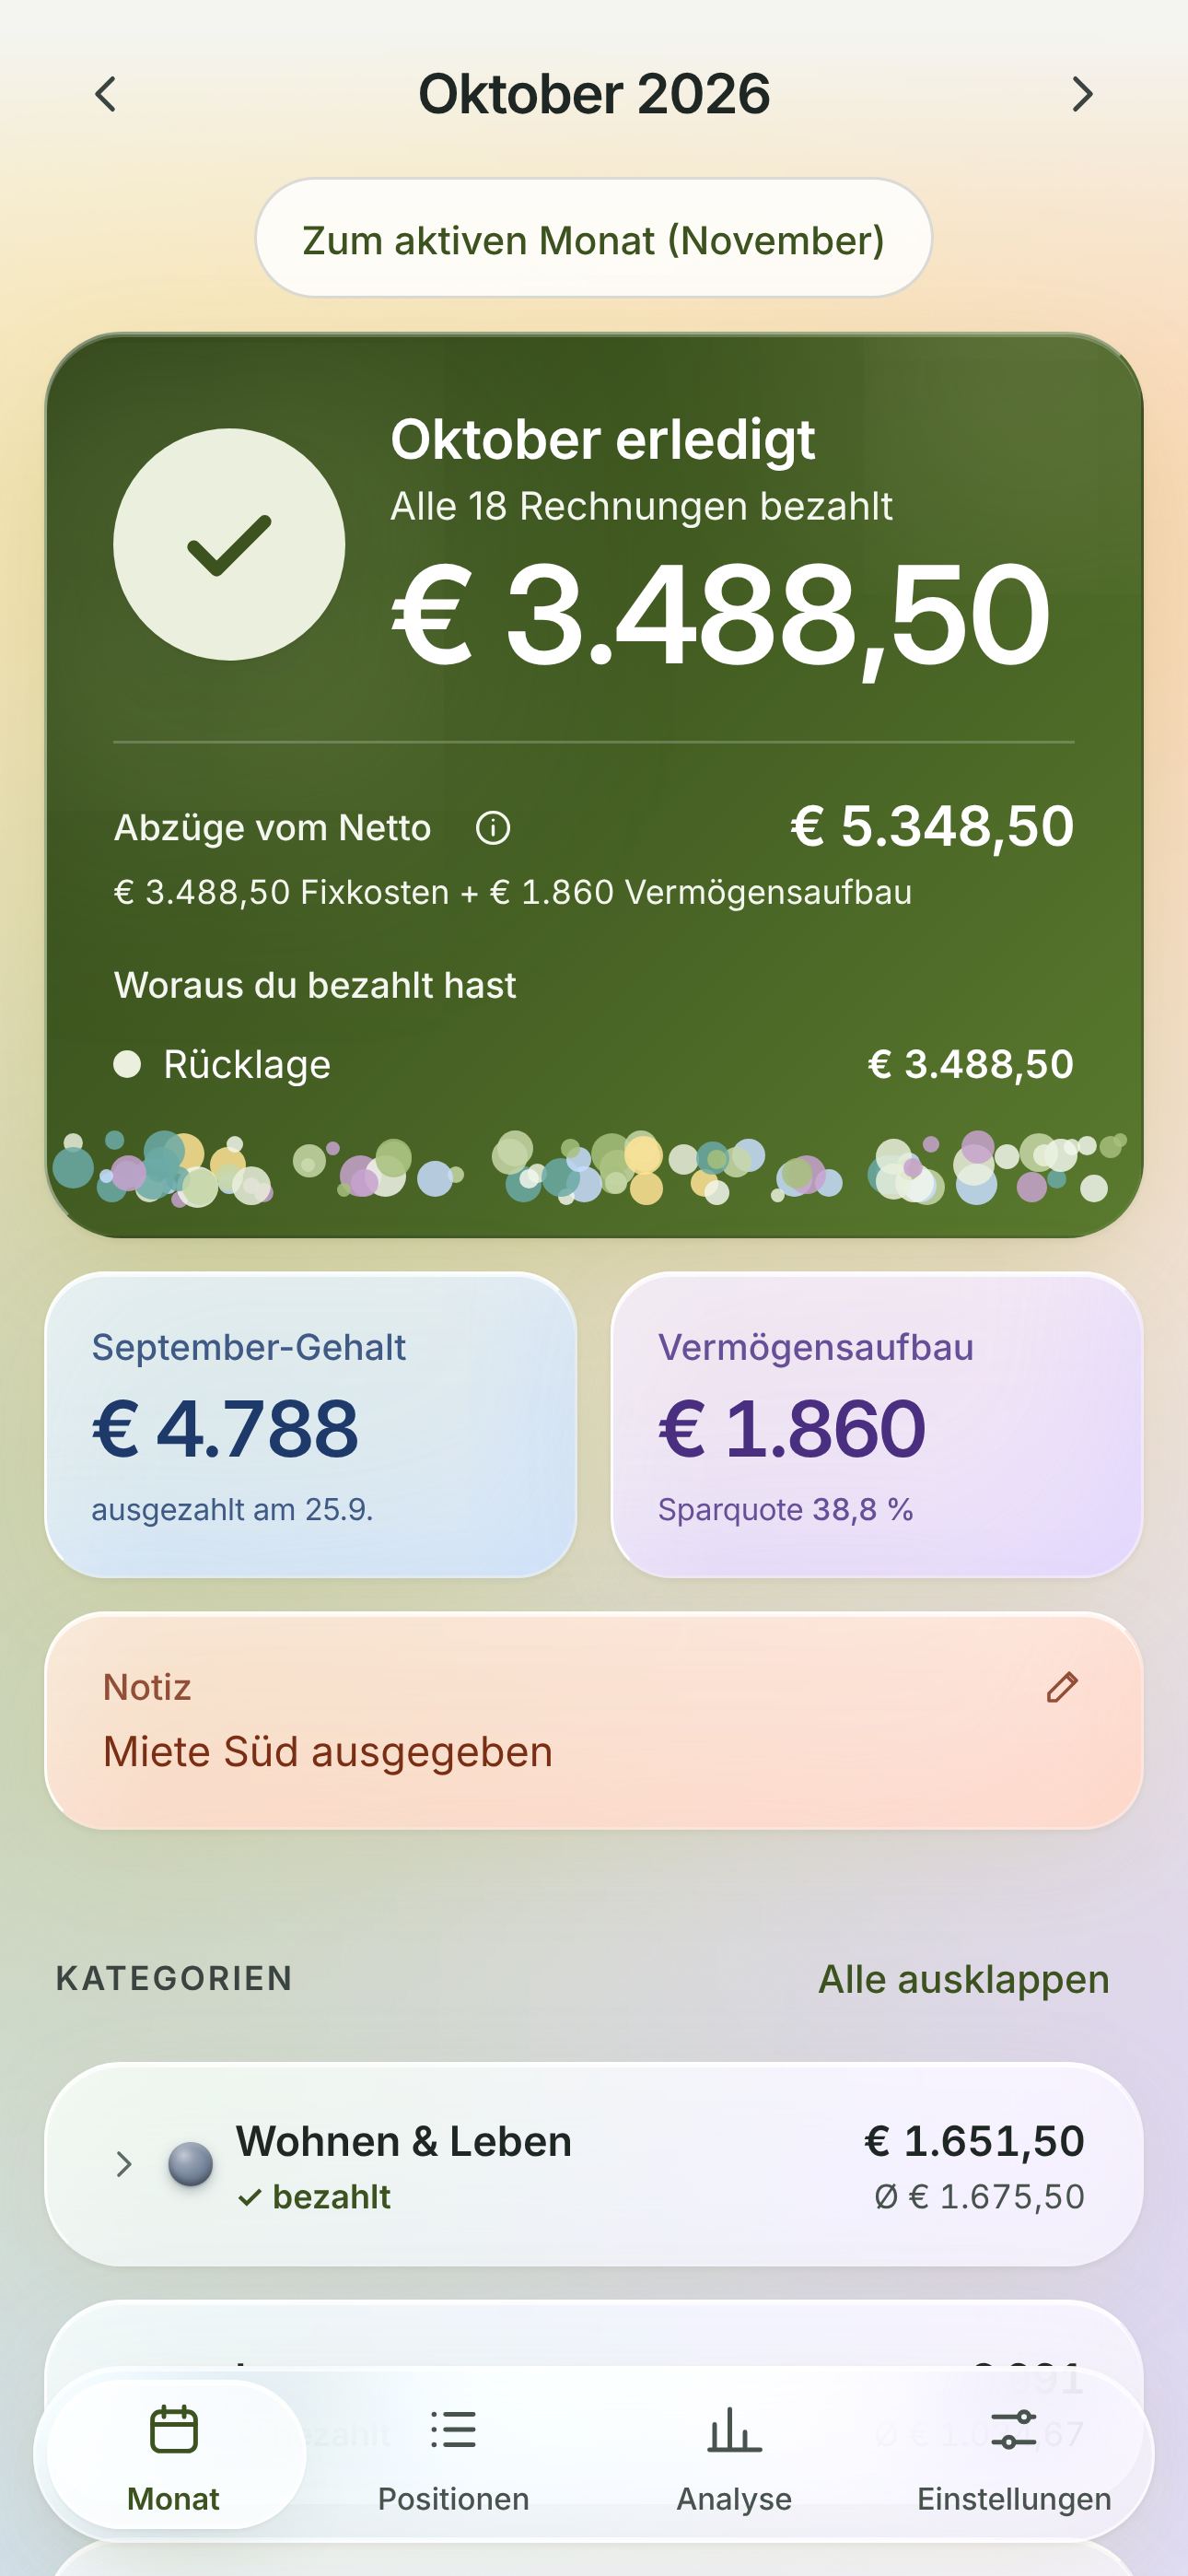 Oktober 2026
Zum aktiven Monat (November)
Oktober erledigt
Alle 18 Rechnungen bezahlt
€ 3.488,50
Abzüge vom Netto
€ 5.348,50
€ 3.488,50 Fixkosten + € 1.860 Vermögensaufbau
Woraus du bezahlt hast
Rücklage
€ 3.488,50
September-Gehalt
€ 4.788
ausgezahlt am 25.9.
Vermögensaufbau
€ 1.860
Sparquote 38,8 %
Notiz
Miete Süd ausgegeben
KATEGORIEN
Alle ausklappen
Wohnen & Leben
€ 1.651,50
✓ bezahlt
Ø € 1.675,50
Monat
Positionen
Analyse
Einstellungen